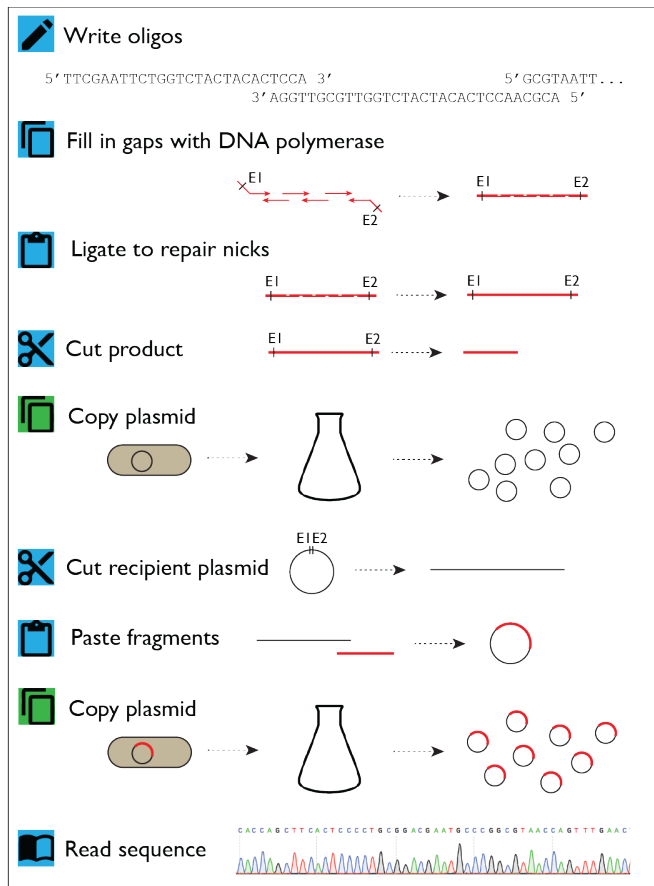 Write oligos
5'TTCGAATTCTGGTCTACTACACTCCA 3' 5'GCGTAATT...
3'AGGTTGCGTTGGTCTACTACACTCCAACGCA 5'
Fill in gaps with DNA polymerase
E1 E1 E2
E2
Ligate to repair nicks
E1 E2 E1 E2
Cut product
E1 E2
Copy plasmid
E1E2
Cut recipient plasmid
Paste fragments
Copy plasmid
CACCAGCTTCACTCCCCTGCGGACGAATGCCCGGCGTAACCAGTTTGAAC
Read sequence